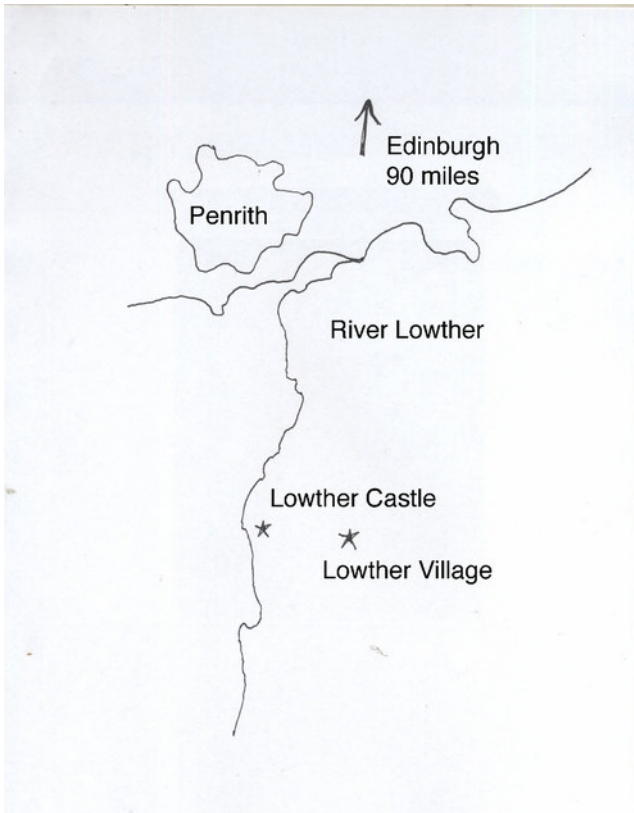 Edinburgh
90 miles
Penrith
River Lowther
Lowther Castle
Lowther Village